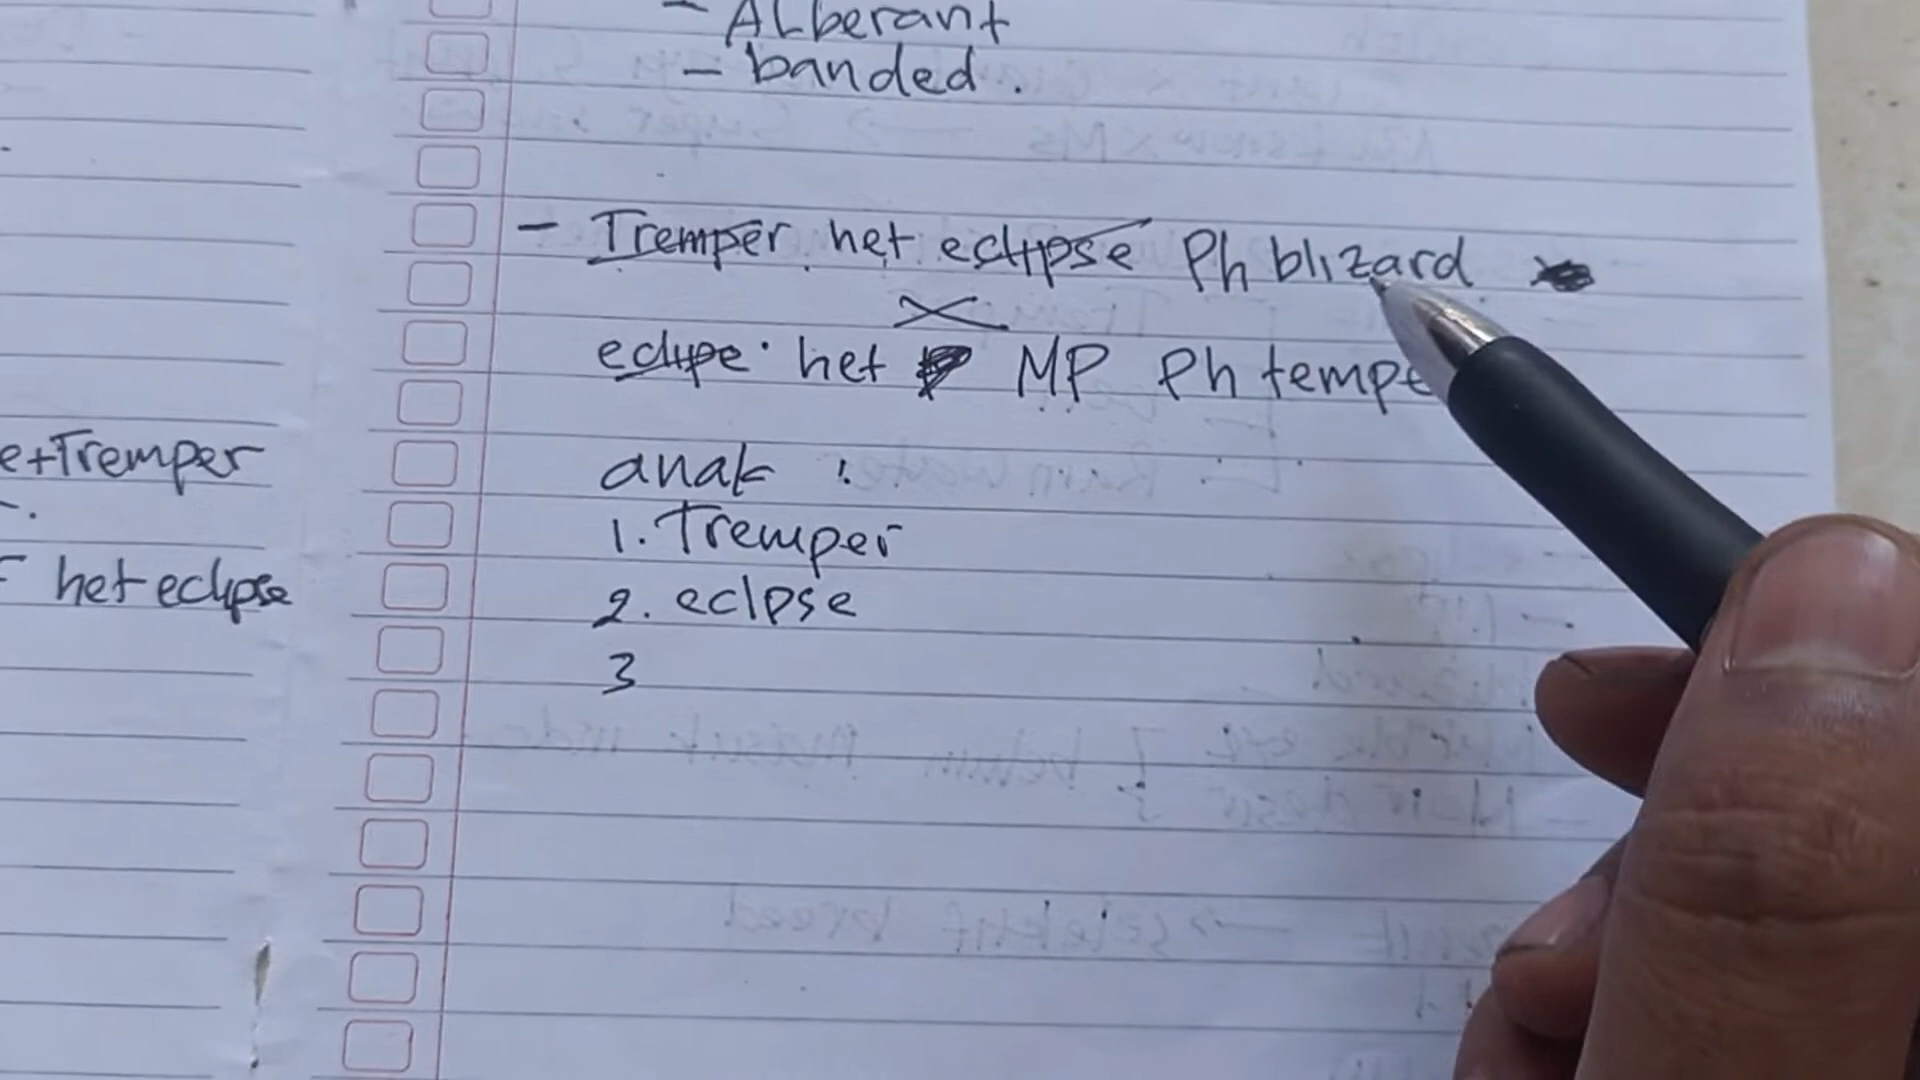 - Alberant
- banded.
- Tremper het eclipse Ph blizard
X
eclipe het MP Ph tempe
anak :
1. Tremper
2. eclpse
3
e+Tremper
het eclipse